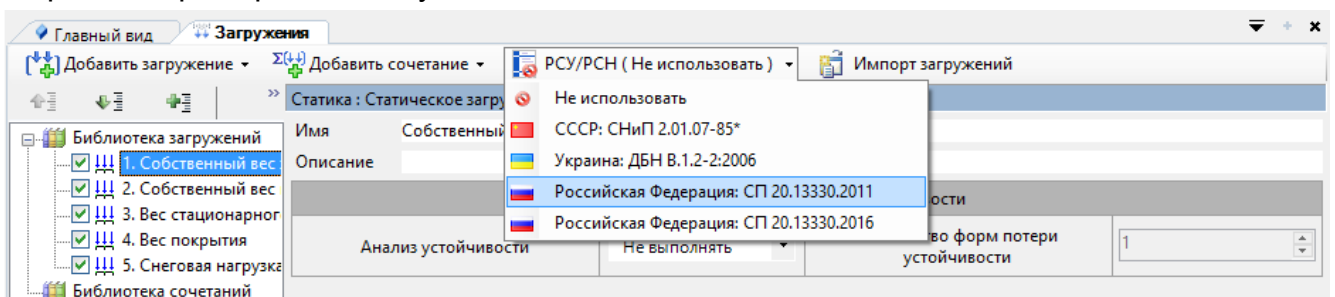 Главный вид Загружения
Добавить загружение Добавить сочетание РСУ/РСН ( Не использовать ) Импорт загружений
Статика : Статическое загру
Не использовать
Имя Собственный
СССР: СНиП 2.01.07-85*
Библиотека загружений
Описание
Украина: ДБН В.1.2-2:2006
1. Собственный вес
Российская Федерация: СП 20.13330.2011
ости
2. Собственный вес
3. Вес стационарног
Российская Федерация: СП 20.13330.2016
4. Вес покрытия
Анализ устойчивости Не выполнять во форм потери
устойчивости 1
5. Снеговая нагрузка
Библиотека сочетаний